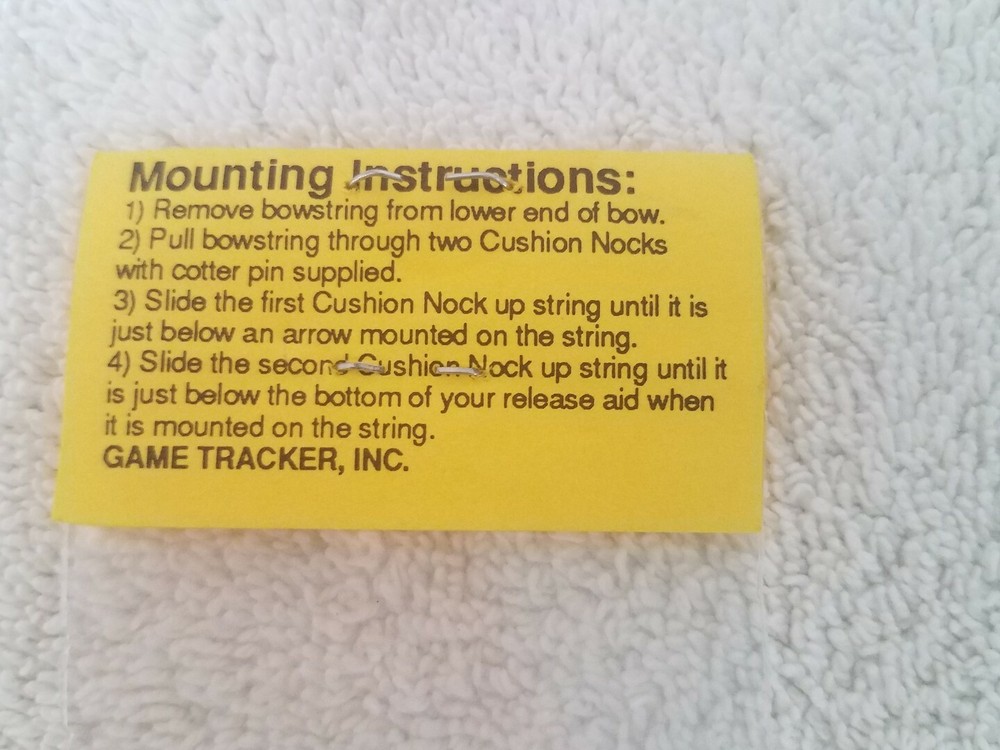 Mounting Instructions:
1) Remove bowstring from lower end of bow.
2) Pull bowstring through two Cushion Nocks
with cotter pin supplied.
3) Slide the first Cushion Nock up string until it is
just below an arrow mounted on the string.
4) Slide the second Cushion Nock up string until it
is just below the bottom of your release aid when
it is mounted on the string.
GAME TRACKER, INC.